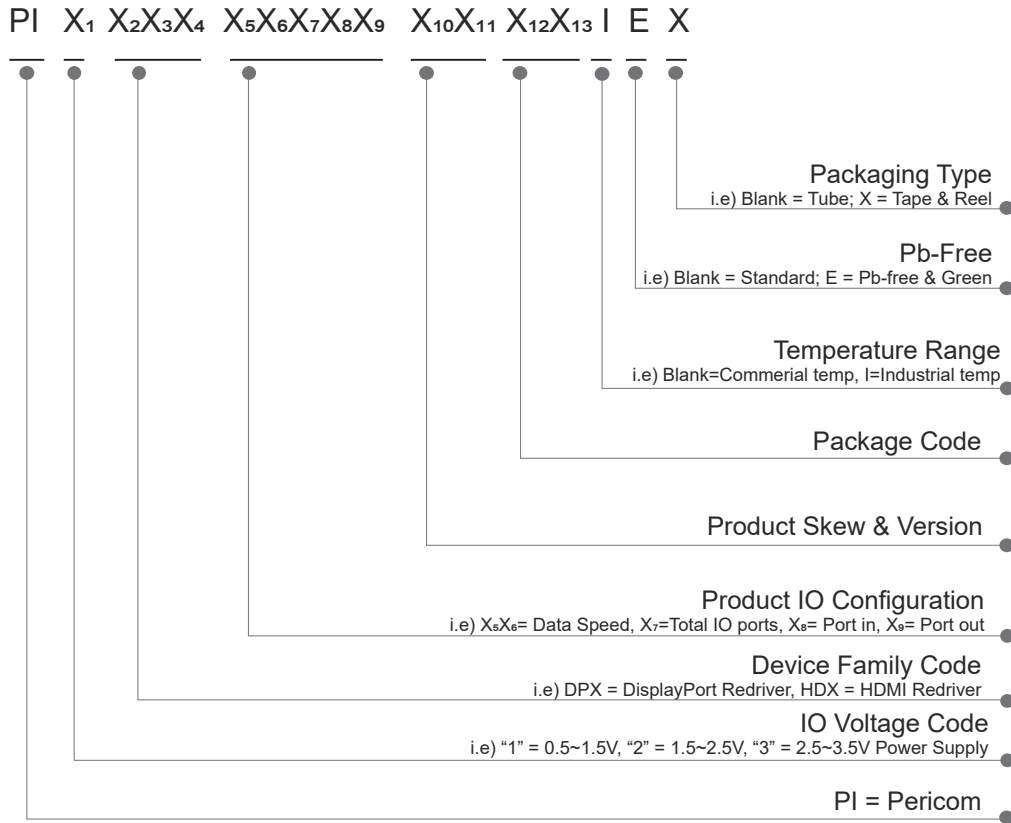 PI X₁ X₂X₃X₄ X₅X₆X₇X₈X₉ X₁₀X₁₁ X₁₂X₁₃ I E X
Packaging Type
i.e) Blank = Tube; X = Tape & Reel
Pb-Free
i.e) Blank = Standard; E = Pb-free & Green
Temperature Range
i.e) Blank=Commerial temp, I=Industrial temp
Package Code
Product Skew & Version
Product IO Configuration
i.e) X₅X₆= Data Speed, X₇=Total IO ports, X₈= Port in, X₉= Port out
Device Family Code
i.e) DPX = DisplayPort Redriver, HDX = HDMI Redriver
IO Voltage Code
i.e) “1” = 0.5~1.5V, “2” = 1.5~2.5V, “3” = 2.5~3.5V Power Supply
PI = Pericom